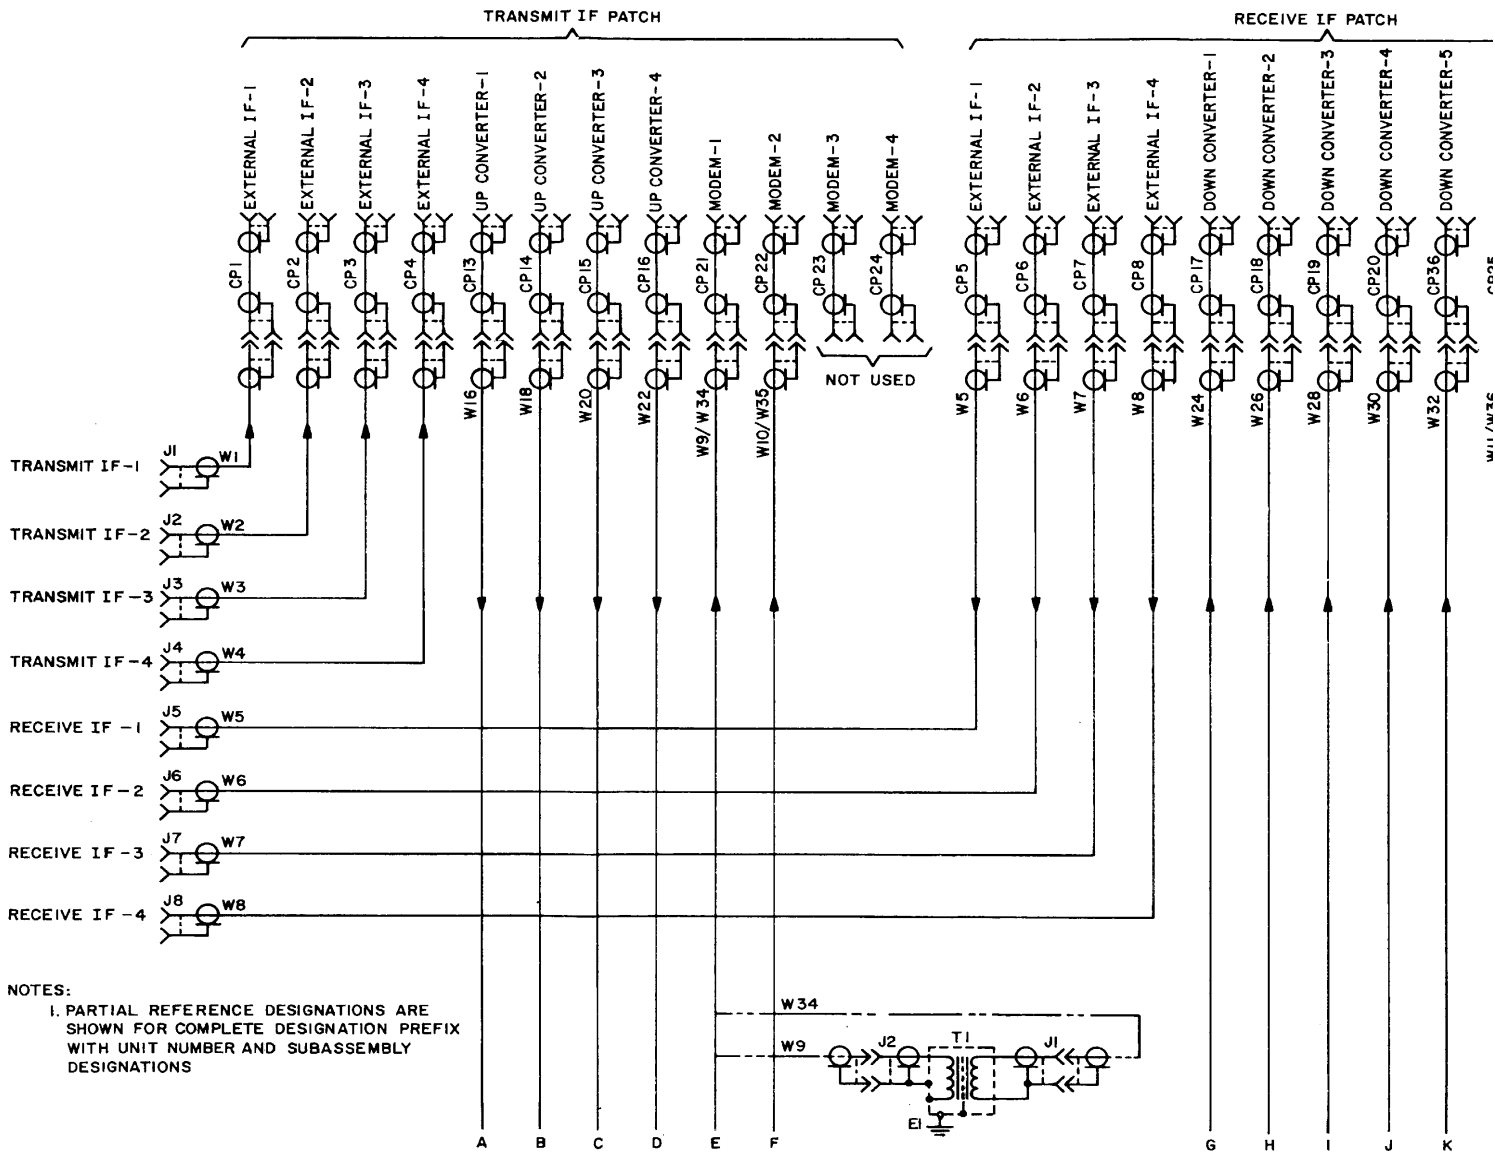 TRANSMIT IF PATCH
RECEIVE IF PATCH
EXTERNAL IF-1
EXTERNAL IF-2
EXTERNAL IF-3
EXTERNAL IF-4
UP CONVERTER-1
UP CONVERTER-2
UP CONVERTER-3
UP CONVERTER-4
MODEM-1
MODEM-2
MODEM-3
MODEM-4
EXTERNAL IF-1
EXTERNAL IF-2
EXTERNAL IF-3
EXTERNAL IF-4
DOWN CONVERTER-1
DOWN CONVERTER-2
DOWN CONVERTER-3
DOWN CONVERTER-4
DOWN CONVERTER-5
CP1
CP2
CP3
CP4
CP13
CP14
CP15
CP16
CP21
CP22
CP23
CP24
CP5
CP6
CP7
CP8
CP17
CP18
CP19
CP20
CP36
CP25
NOT USED
W16
W18
W20
W22
W9/W34
W10/W35
W5
W6
W7
W8
W24
W26
W28
W30
W32
W11/W36
TRANSMIT IF-1 J1 W1
TRANSMIT IF-2 J2 W2
TRANSMIT IF-3 J3 W3
TRANSMIT IF-4 J4 W4
RECEIVE IF-1 J5 W5
RECEIVE IF-2 J6 W6
RECEIVE IF-3 J7 W7
RECEIVE IF-4 J8 W8
NOTES:
1. PARTIAL REFERENCE DESIGNATIONS ARE
SHOWN FOR COMPLETE DESIGNATION PREFIX
WITH UNIT NUMBER AND SUBASSEMBLY
DESIGNATIONS
W34
W9 J2 T1 J1
E1
A B C D E F G H I J K